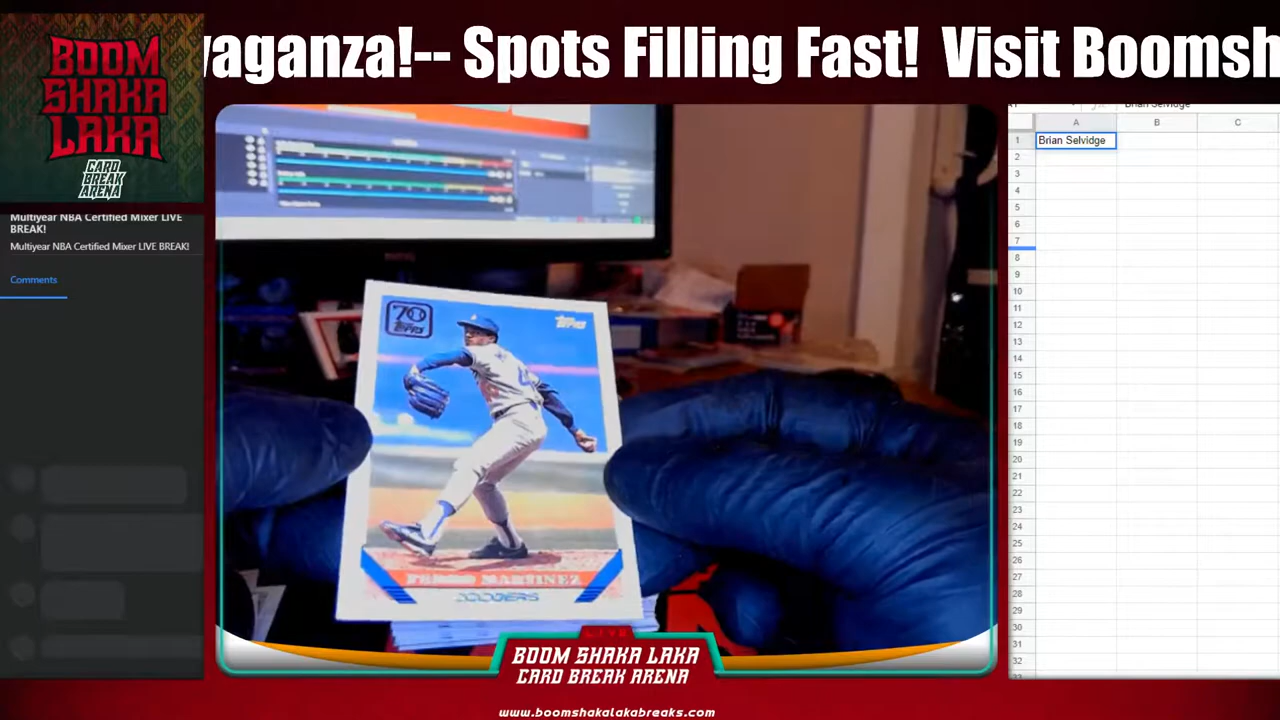 vaganza!-- Spots Filling Fast! Visit Boomsh
BOOM
SHAKA
LAKA
CARD
BREAK
ARENA
Multiyear NBA Certified Mixer LIVE
BREAK!
Multiyear NBA Certified Mixer LIVE BREAK!
Comments
70
Topps
Topps
MARTINEZ
DODGERS
BOOM SHAKA LAKA
CARD BREAK ARENA
www.boomshakalakabreaks.com
Brian Selvidge
A B C
1 Brian Selvidge
2
3
4
5
6
7
8
9
10
11
12
13
14
15
16
17
18
19
20
21
22
23
24
25
26
27
28
29
30
31
32